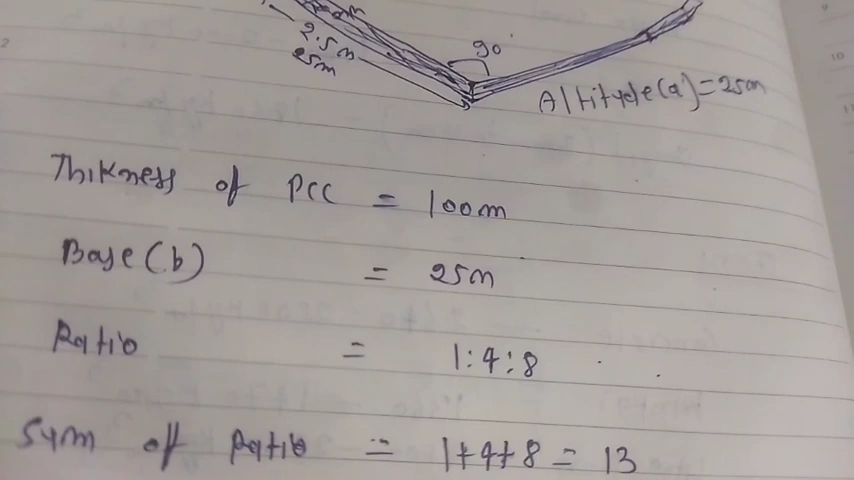 2.5m
25m
90°
Altitude(a)=25m
Thikness of PCC = 100m
Base(b) = 25m
Ratio = 1:4:8
Sum of Ratio = 1+4+8 = 13